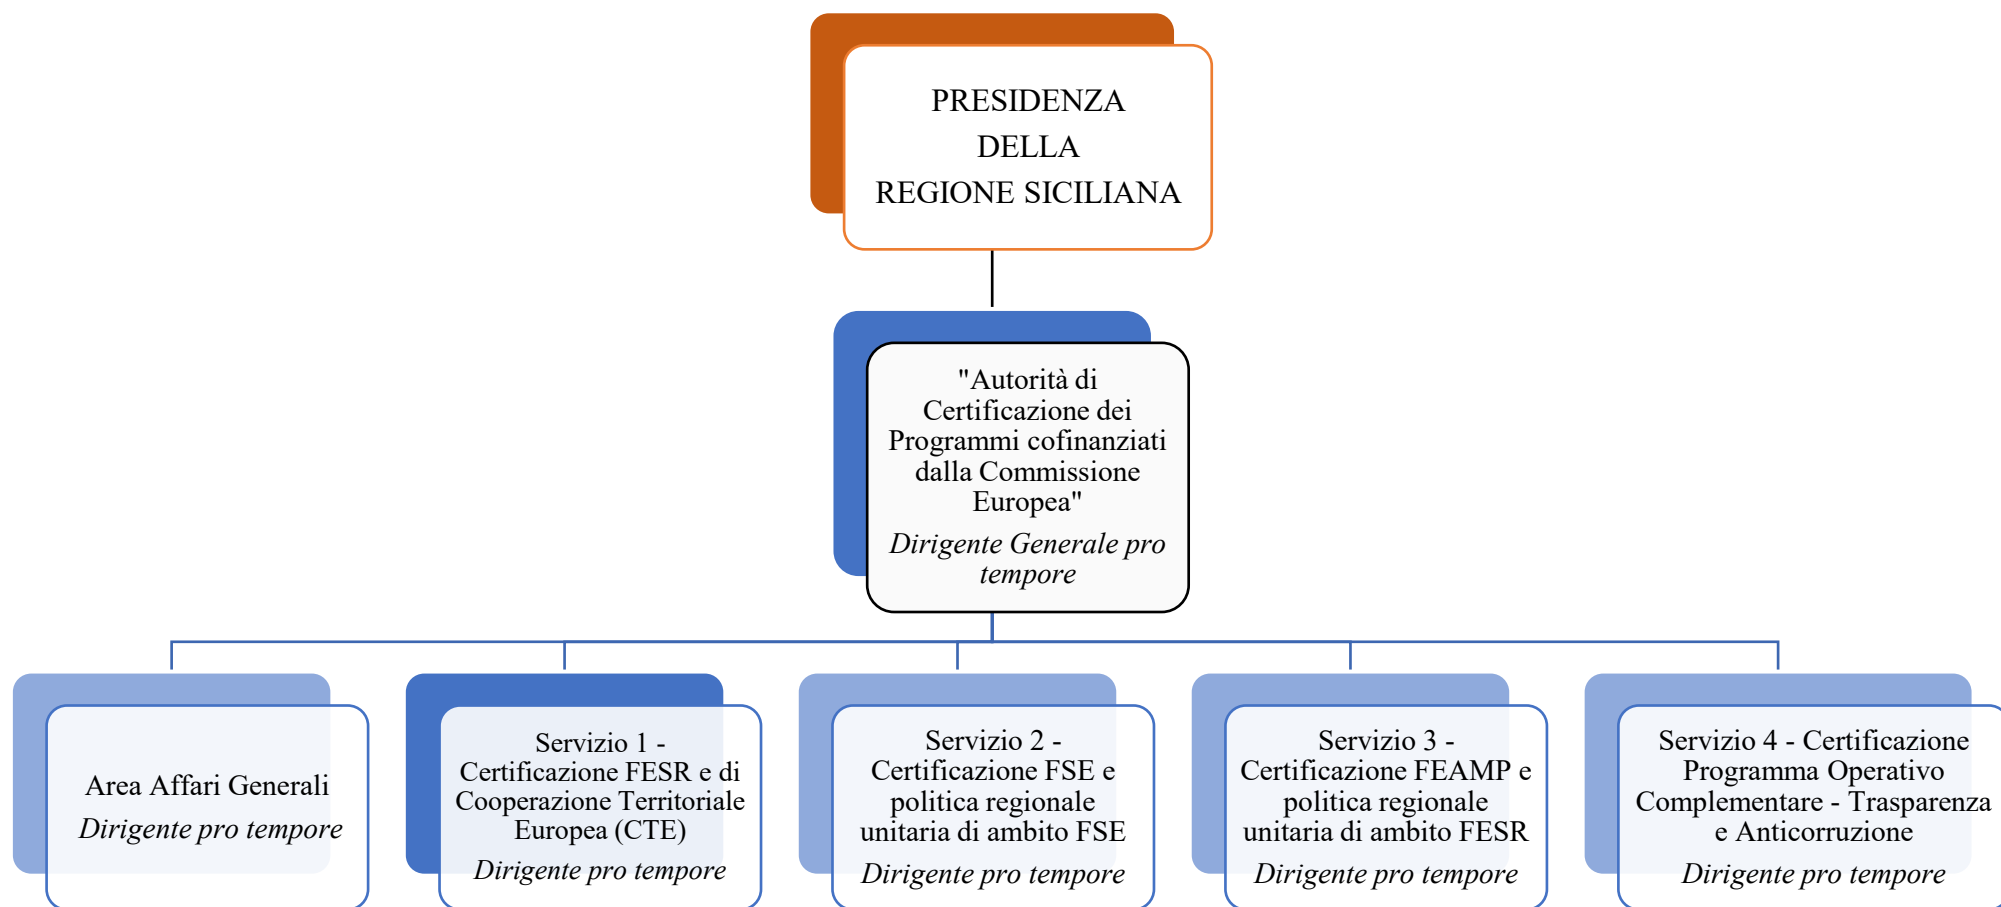 PRESIDENZA
DELLA
REGIONE SICILIANA
"Autorità di
Certificazione dei
Programmi cofinanziati
dalla Commissione
Europea"
Dirigente Generale pro
tempore
Area Affari Generali
Dirigente pro tempore
Servizio 1 -
Certificazione FESR e di
Cooperazione Territoriale
Europea (CTE)
Dirigente pro tempore
Servizio 2 -
Certificazione FSE e
politica regionale
unitaria di ambito FSE
Dirigente pro tempore
Servizio 3 -
Certificazione FEAMP e
politica regionale
unitaria di ambito FESR
Dirigente pro tempore
Servizio 4 - Certificazione
Programma Operativo
Complementare - Trasparenza
e Anticorruzione
Dirigente pro tempore